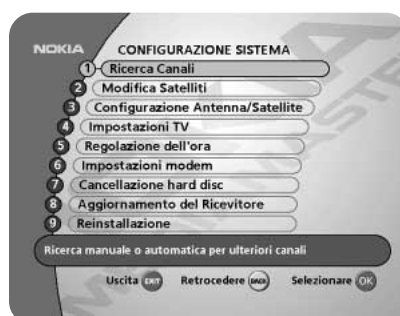 NOKIA
CONFIGURAZIONE SISTEMA
1 Ricerca Canali
2 Modifica Satelliti
3 Configurazione Antenna/Satellite
4 Impostazioni TV
5 Regolazione dell'ora
6 Impostazioni modem
7 Cancellazione hard disc
8 Aggiornamento del Ricevitore
9 Reinstallazione
Ricerca manuale o automatica per ulteriori canali
Uscita EXIT Retrocedere BACK Selezionare OK